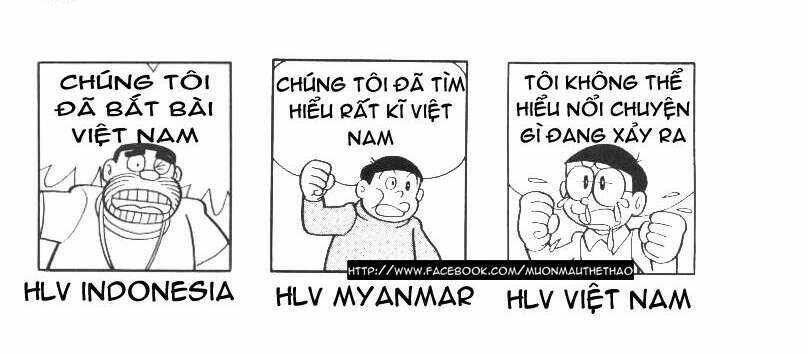 CHÚNG TÔI
ĐÃ BẮT BÀI
VIỆT NAM
CHÚNG TÔI ĐÃ TÌM
HIỂU RẤT KĨ VIỆT
NAM
TÔI KHÔNG THỂ
HIỂU NỔI CHUYỆN
GÌ ĐANG XẢY RA
HTTP://WWW.FACEBOOK.COM/MUONMAUTHETHAO
HLV INDONESIA
HLV MYANMAR
HLV VIỆT NAM